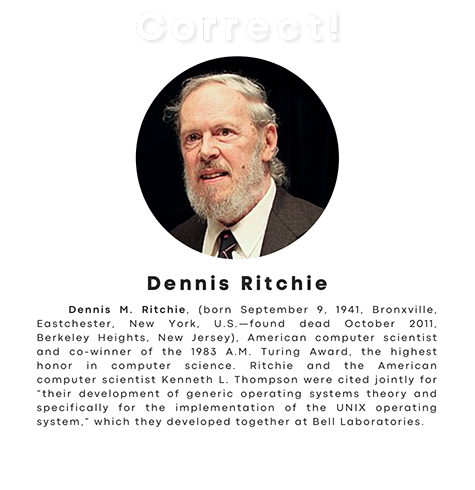 Correct!
Dennis Ritchie
Dennis M. Ritchie, (born September 9, 1941, Bronxville,
Eastchester, New York, U.S.—found dead October 2011,
Berkeley Heights, New Jersey), American computer scientist
and co-winner of the 1983 A.M. Turing Award, the highest
honor in computer science. Ritchie and the American
computer scientist Kenneth L. Thompson were cited jointly for
“their development of generic operating systems theory and
specifically for the implementation of the UNIX operating
system,” which they developed together at Bell Laboratories.